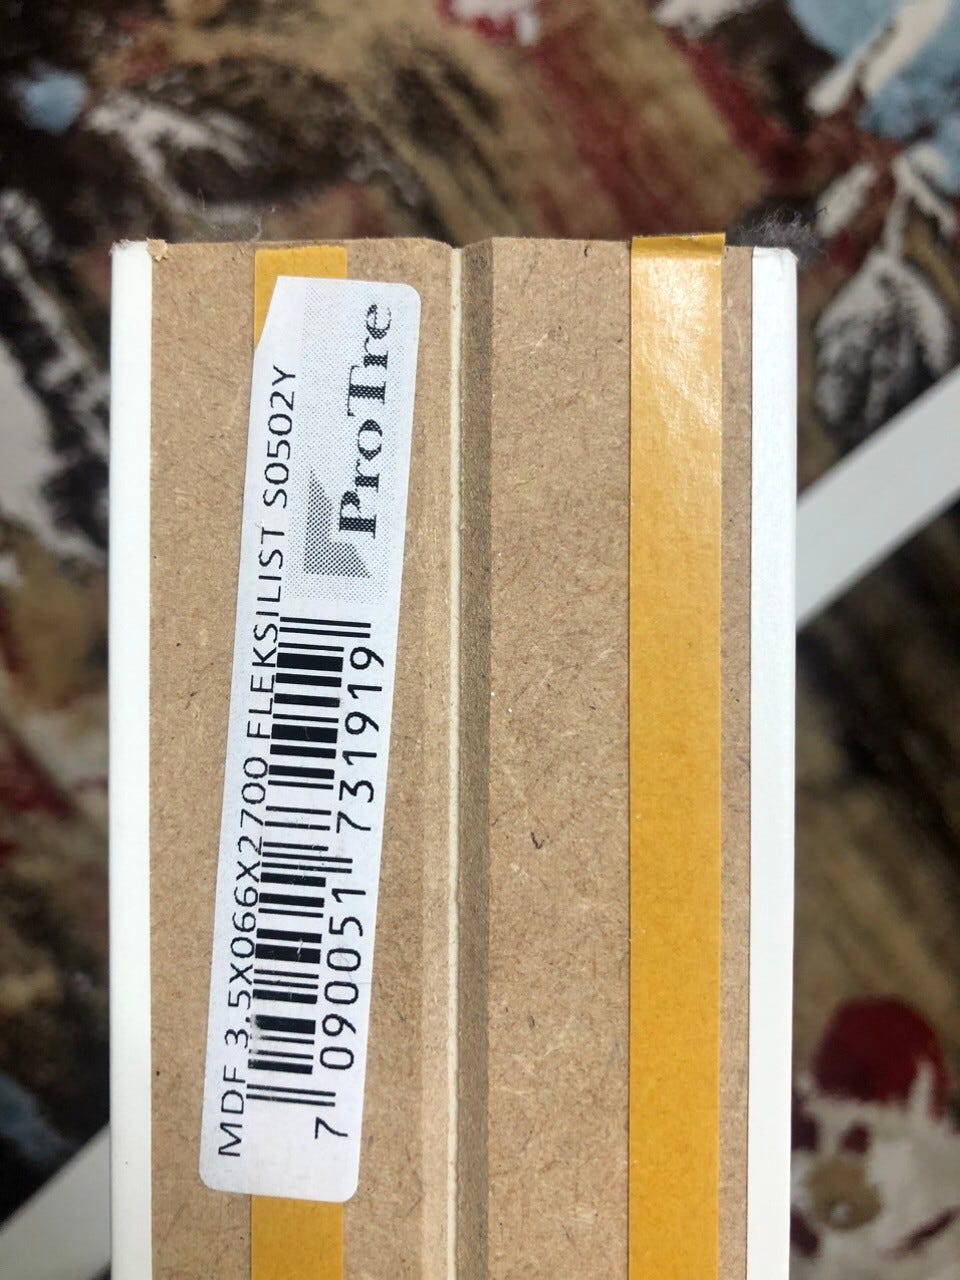 MDF 3.5X066X2700 FLEKSILIST S0502Y
ProTre
7 090051 731919